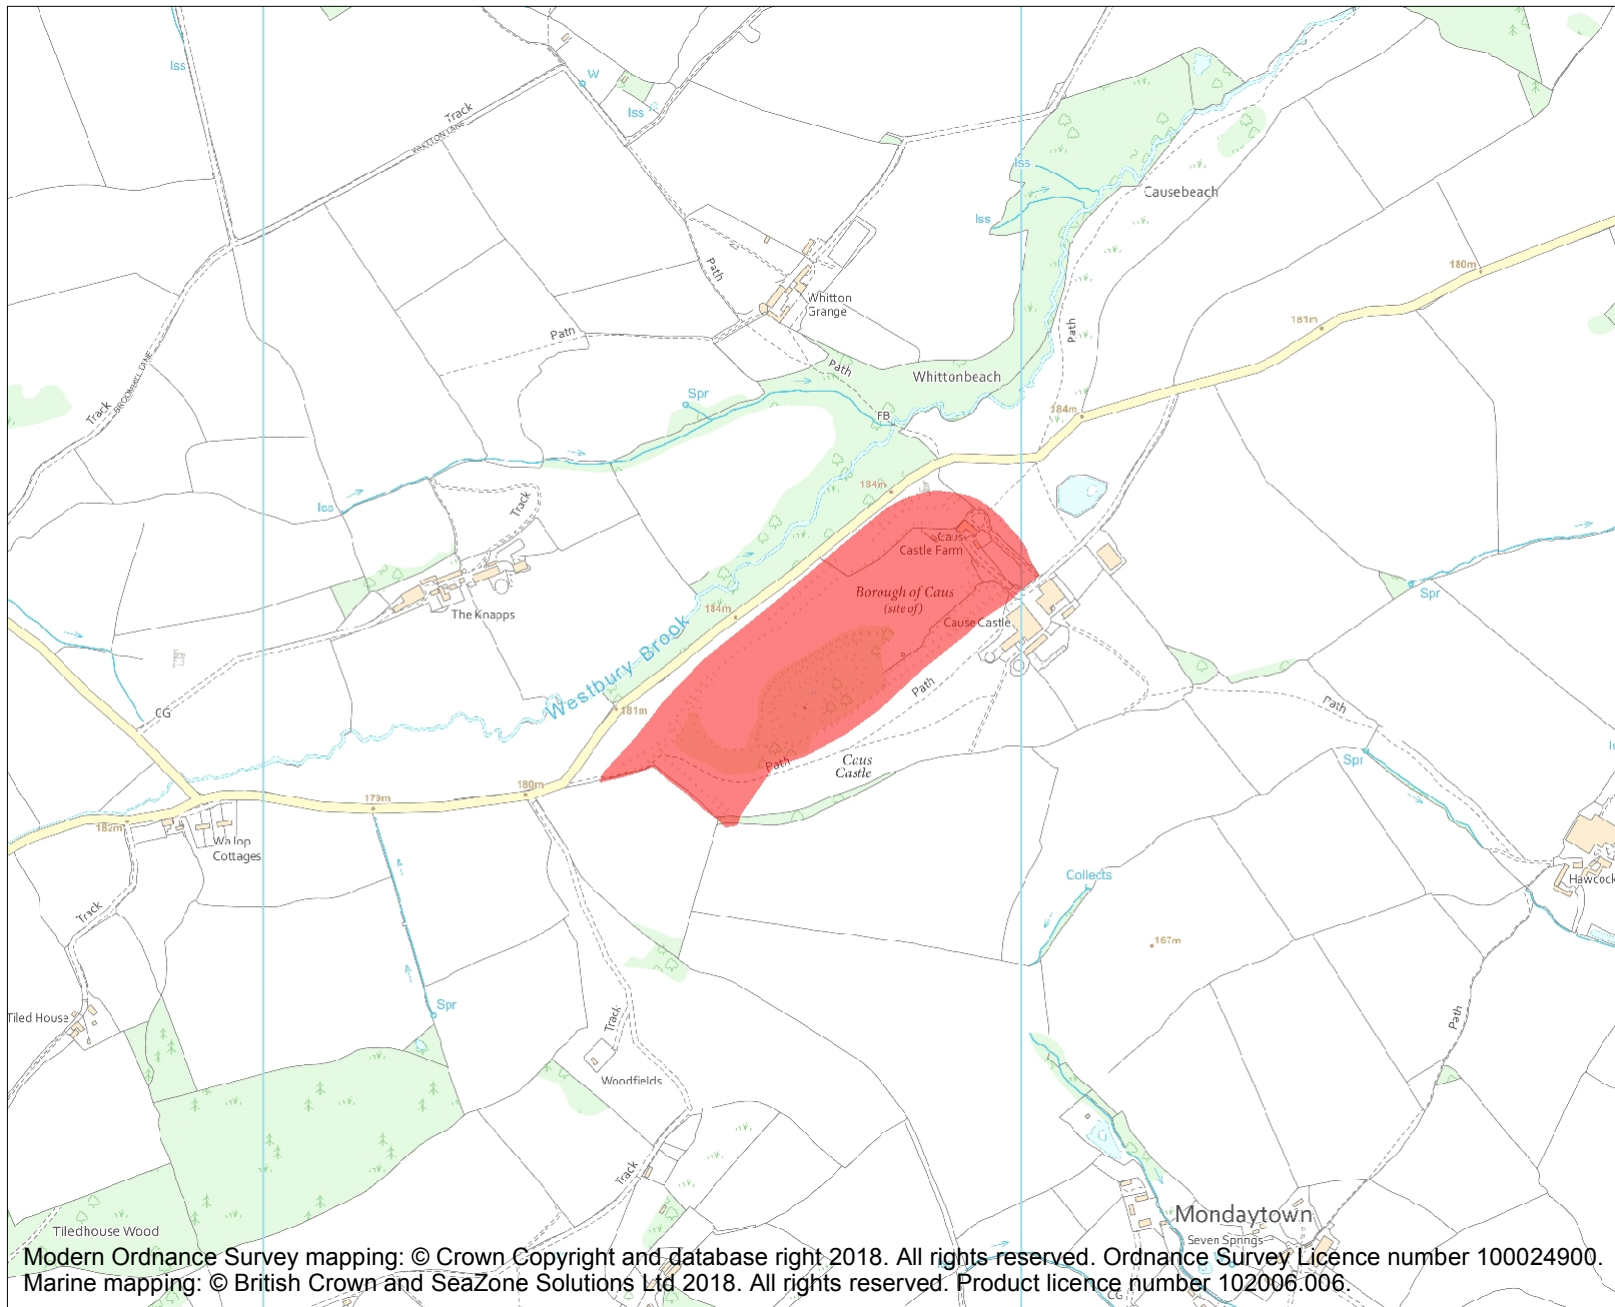 Iss
W
Iss
Track
WHITTON LANE
Iss
Causebeach
Iss
Path
180m
Whitton
Grange
181m
Path
Path
Path
Whittonbeach
Track
BROOMHILL LANE
Spr
184m
FB
184m
Iss
Track
Caus
Castle Farm
Borough of Caus
(site of)
Spr
184m
The Knapps
Cause Castle
Westbury Brook
Path
Path
CG
181m
Path
Caus
Castle
Spr
180m
179m
182m
Wallop
Cottages
Collects
Hawcock
Track
167m
Spr
Tiled House
Track
Path
Woodfields
Track
Mondaytown
Tiledhouse Wood
Seven Springs
Modern Ordnance Survey mapping: © Crown Copyright and database right 2018. All rights reserved. Ordnance Survey Licence number 100024900.
Marine mapping: © British Crown and SeaZone Solutions Ltd 2018. All rights reserved. Product licence number 102006.006.
CG